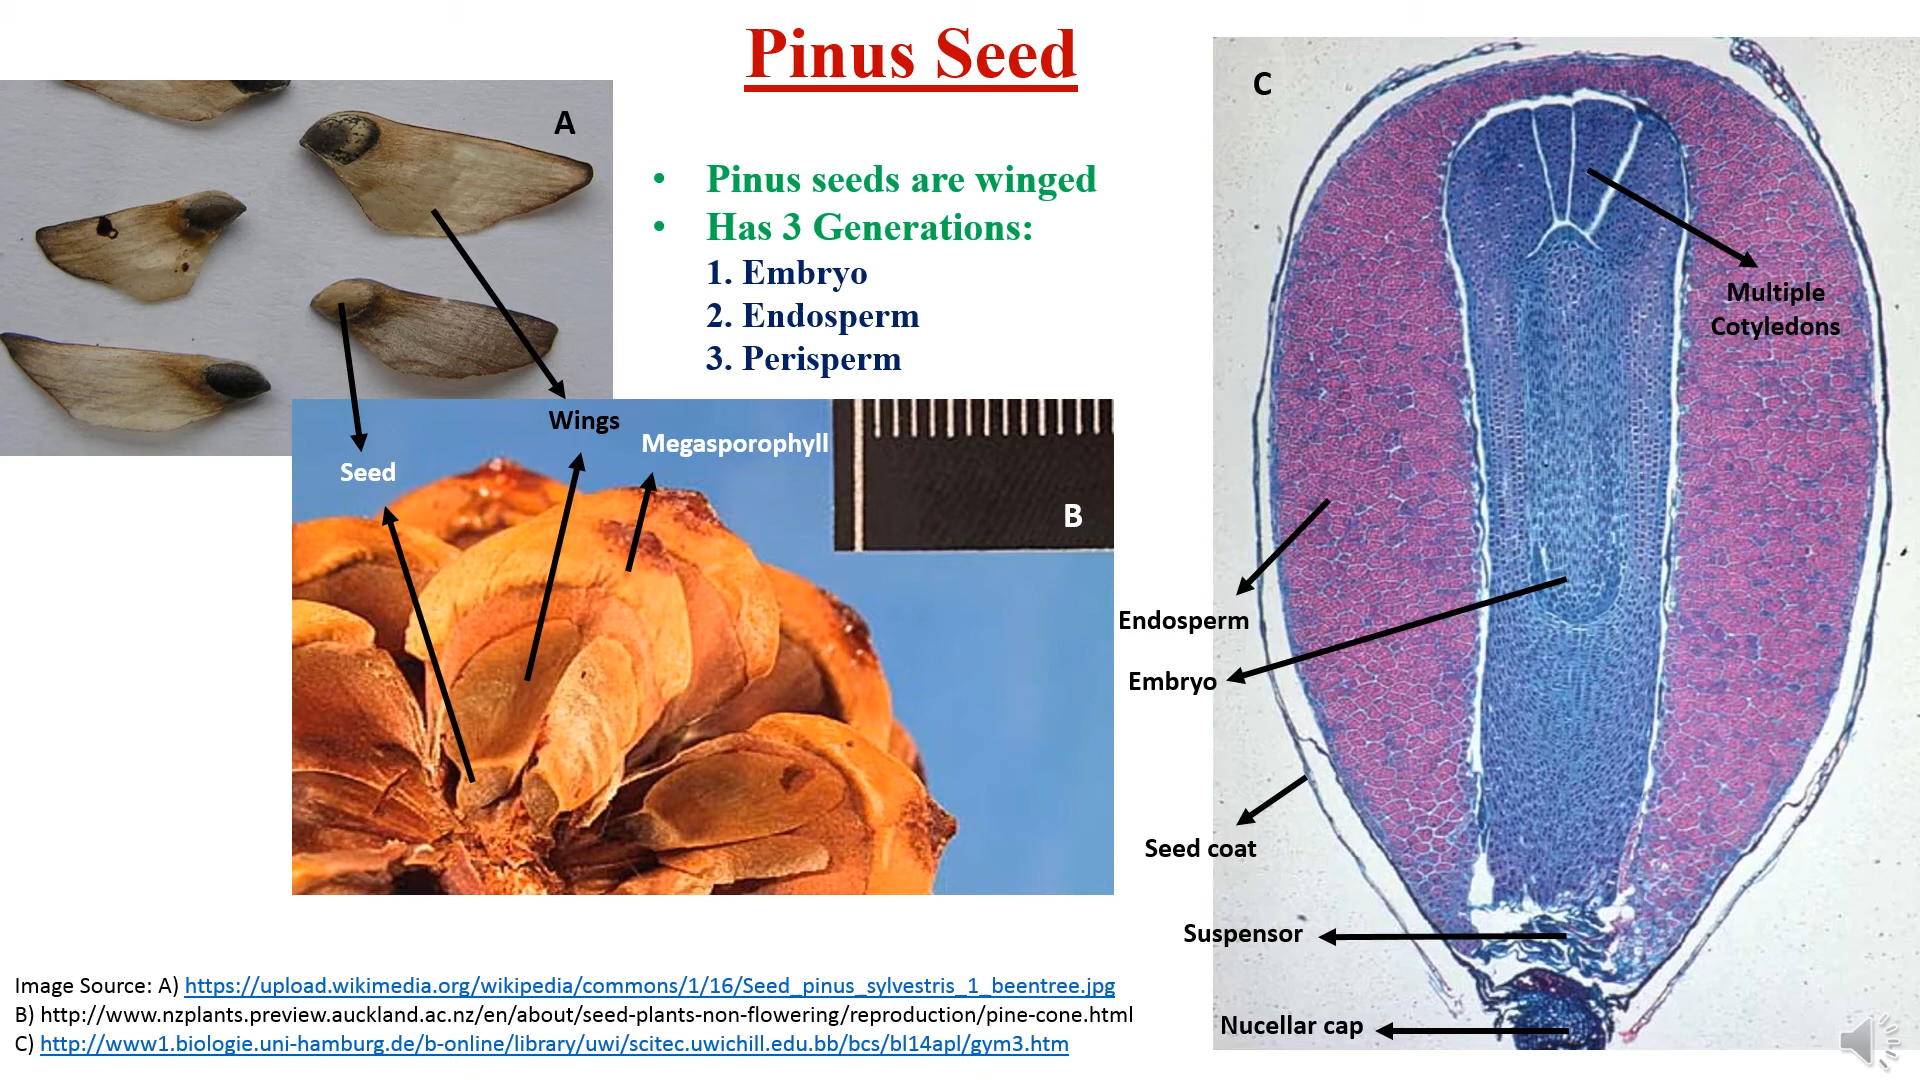 Pinus Seed
A
C
• Pinus seeds are winged
• Has 3 Generations:
1. Embryo
2. Endosperm
3. Perisperm
Multiple
Cotyledons
Wings
Megasporophyll
Seed
B
Endosperm
Embryo
Seed coat
Suspensor
Nucellar cap
Image Source: A) https://upload.wikimedia.org/wikipedia/commons/1/16/Seed_pinus_sylvestris_1_beentree.jpg
B) http://www.nzplants.preview.auckland.ac.nz/en/about/seed-plants-non-flowering/reproduction/pine-cone.html
C) http://www1.biologie.uni-hamburg.de/b-online/library/uwi/scitec.uwichill.edu.bb/bcs/bl14apl/gym3.htm